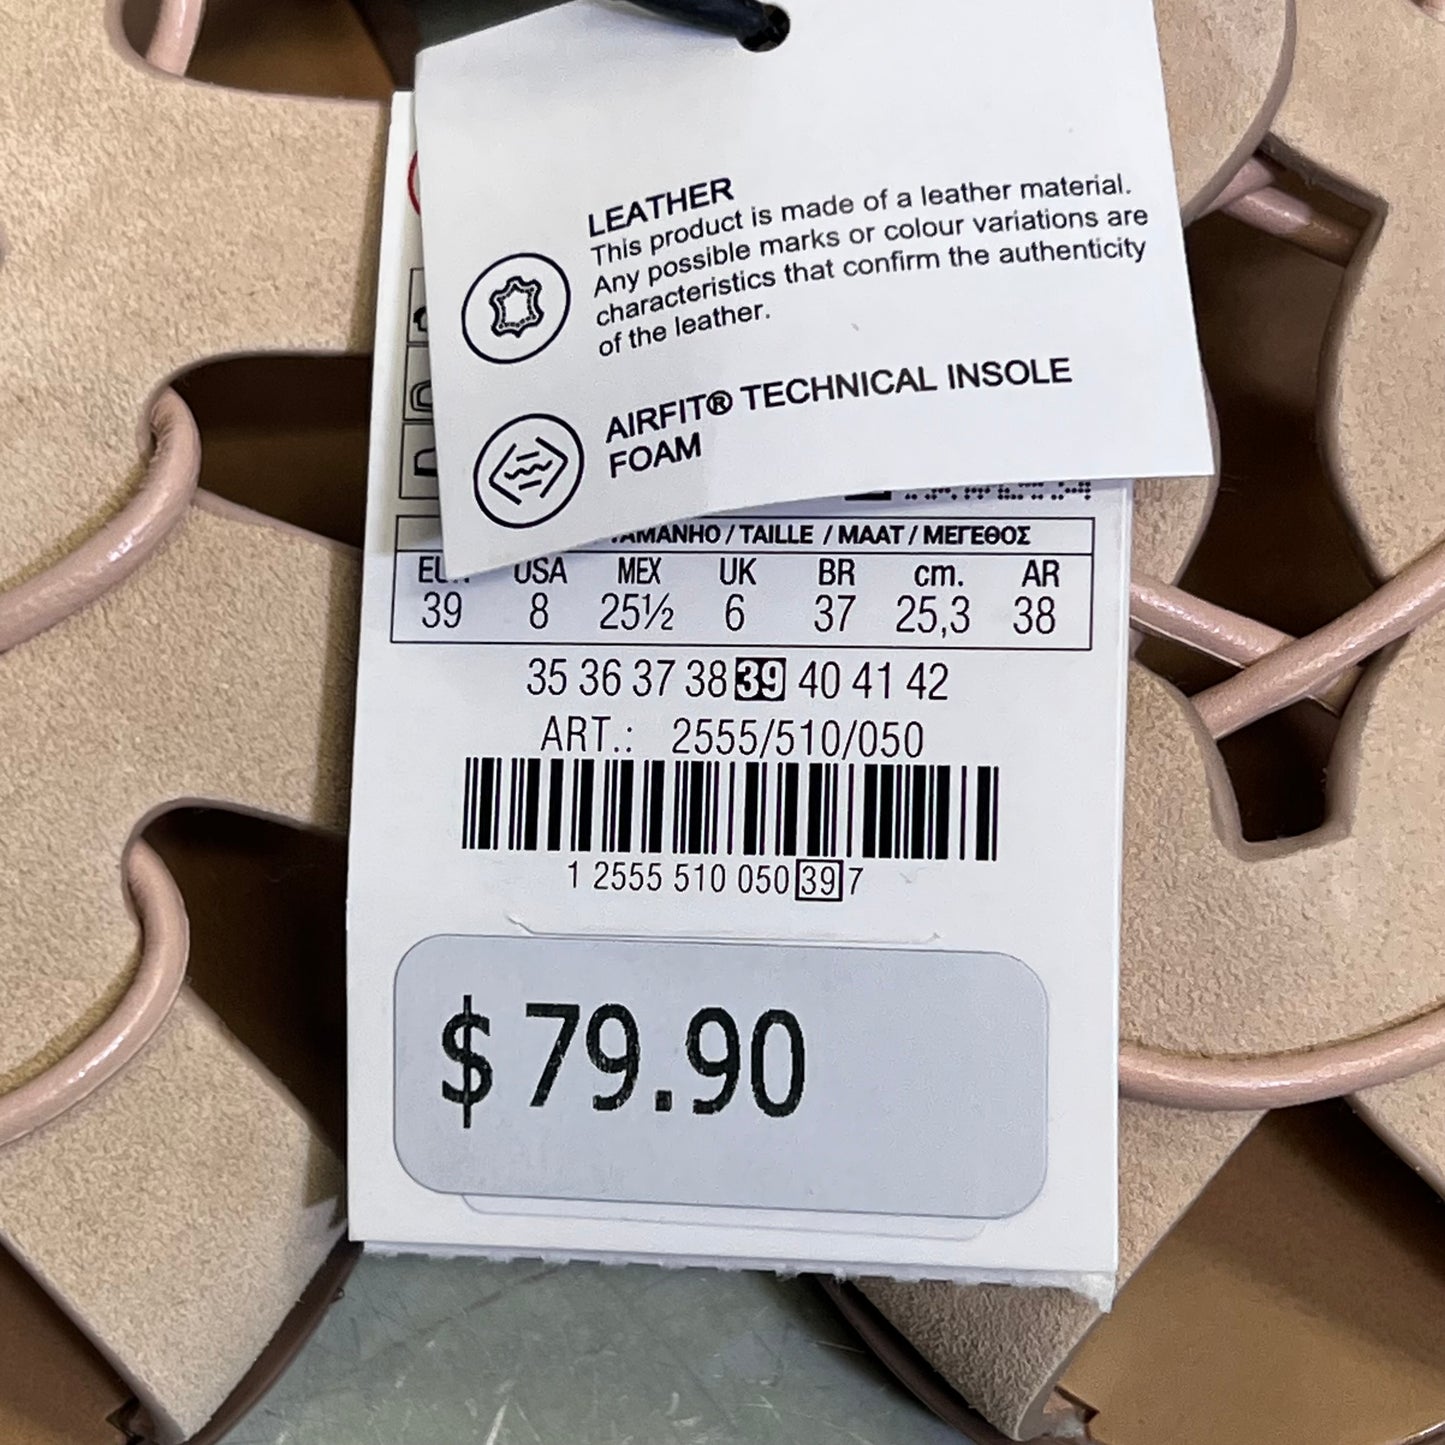 LEATHER
This product is made of a leather material.
Any possible marks or colour variations are
characteristics that confirm the authenticity
of the leather.
AIRFIT® TECHNICAL INSOLE
FOAM
/ TAILLE / MAAT / ΜΕΓΕΘΟΣ
USA MEX UK BR cm. AR
39 8 25½ 6 37 25,3 38
35 36 37 38 39 40 41 42
ART.: 2555/510/050
1 2555 510 050 39 7
$ 79.90